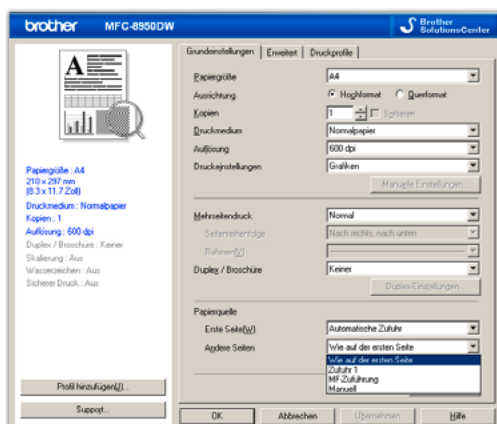 brother MFC-8950DW Brother SolutionsCenter
Grundeinstellungen Erweitert Druckprofile
Papiergröße A4
Ausrichtung Hochformat Querformat
Kopien 1 Sortieren
Druckmedium Normalpapier
Auflösung 600 dpi
Druckeinstellungen Grafiken
Manuelle Einstellungen...
Papiergröße : A4
210 x 297 mm
(8.3 x 11.7 Zoll)
Druckmedium : Normalpapier
Kopien : 1
Auflösung : 600 dpi
Duplex / Broschüre : Keiner
Skalierung : Aus
Wasserzeichen : Aus
Sicherer Druck : Aus
Mehrseitendruck Normal
Seitenreihenfolge Nach rechts, nach unten
Rahmen(V)
Duplex / Broschüre Keiner
Duplex-Einstellungen...
Papierquelle
Erste Seite(W) Automatische Zufuhr
Andere Seiten Wie auf der ersten Seite
Wie auf der ersten Seite
Zufuhr 1
MF-Zuführung
Manuell
Profil hinzufügen(J)...
Support...
OK Abbrechen Übernehmen Hilfe